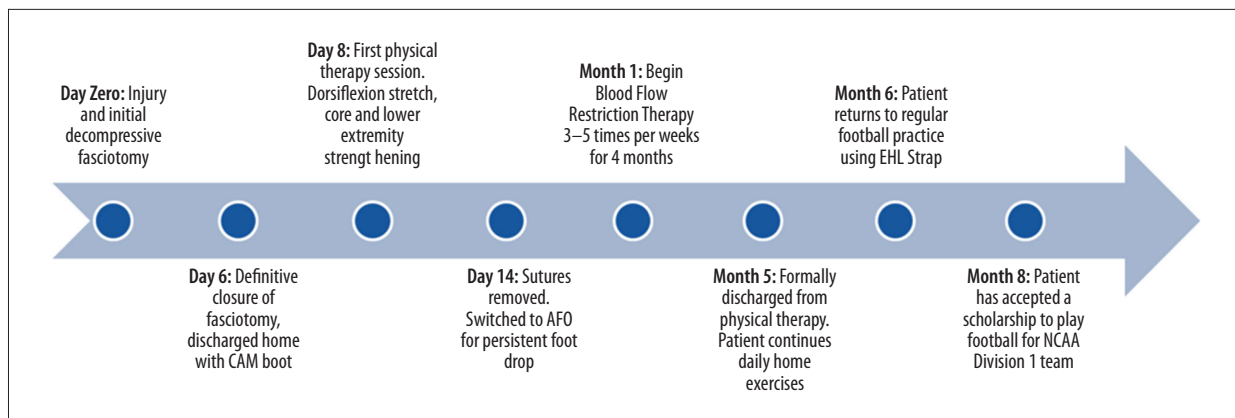 Day Zero: Injury
and initial
decompressive
fasciotomy
Day 6: Definitive
closure of
fasciotomy,
discharged home
with CAM boot
Day 8: First physical
therapy session.
Dorsiflexion stretch,
core and lower
extremity
strengt hening
Day 14: Sutures
removed.
Switched to AFO
for persistent foot
drop
Month 1: Begin
Blood Flow
Restriction Therapy
3–5 times per weeks
for 4 months
Month 5: Formally
discharged from
physical therapy.
Patient continues
daily home
exercises
Month 6: Patient
returns to regular
football practice
using EHL Strap
Month 8: Patient
has accepted a
scholarship to play
football for NCAA
Division 1 team